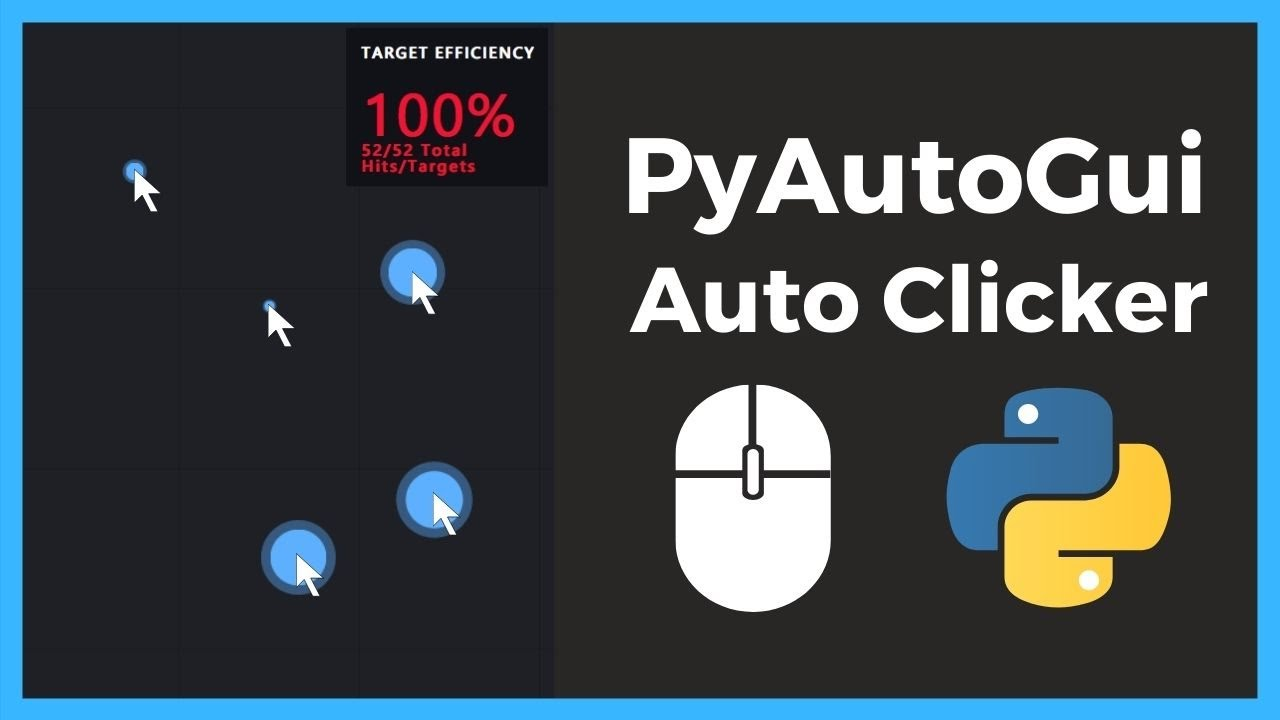 TARGET EFFICIENCY
100%
52/52 Total
Hits/Targets
PyAutoGui
Auto Clicker